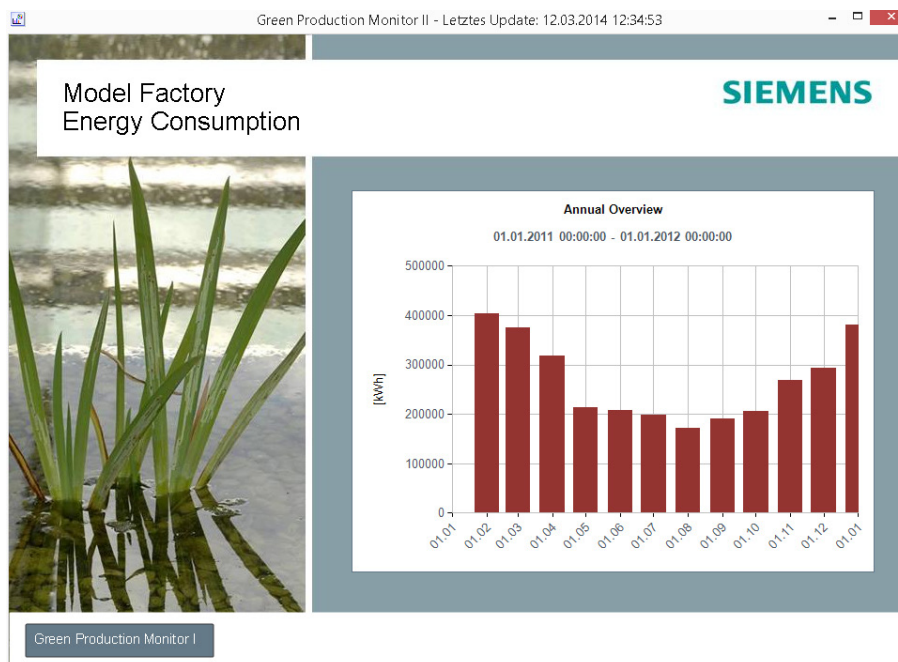 Green Production Monitor II - Letztes Update: 12.03.2014 12:34:53
Model Factory
Energy Consumption
SIEMENS
Annual Overview
01.01.2011 00:00:00 - 01.01.2012 00:00:00
500000
400000
300000
200000
100000
0
[kWh]
01.01
01.02
01.03
01.04
01.05
01.06
01.07
01.08
01.09
01.10
01.11
01.12
01.01
Green Production Monitor I